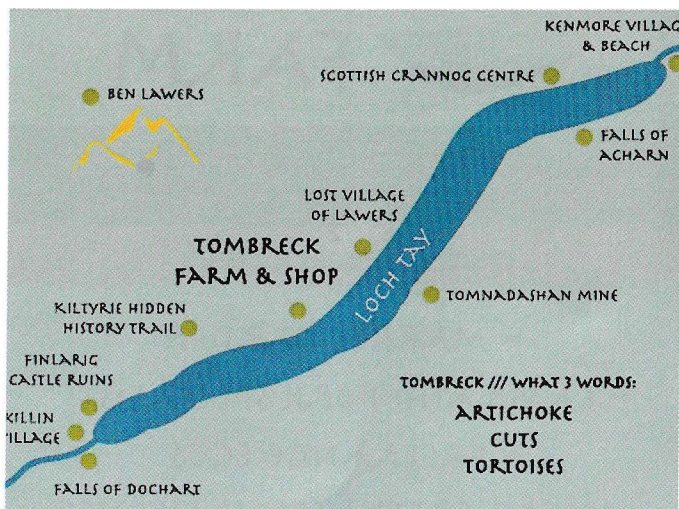 KENMORE VILLAG
& BEACH
SCOTTISH CRANNOG CENTRE
BEN LAWERS
FALLS OF
ACHARN
LOST VILLAGE
OF LAWERS
TOMBRECK
FARM & SHOP
LOCH TAY
TOMNADASHAN MINE
KILTYRIE HIDDEN
HISTORY TRAIL
FINLARIG
CASTLE RUINS
KILLIN
VILLAGE
FALLS OF DOCHART
TOMBRECK /// WHAT 3 WORDS:
ARTICHOKE
CUTS
TORTOISES